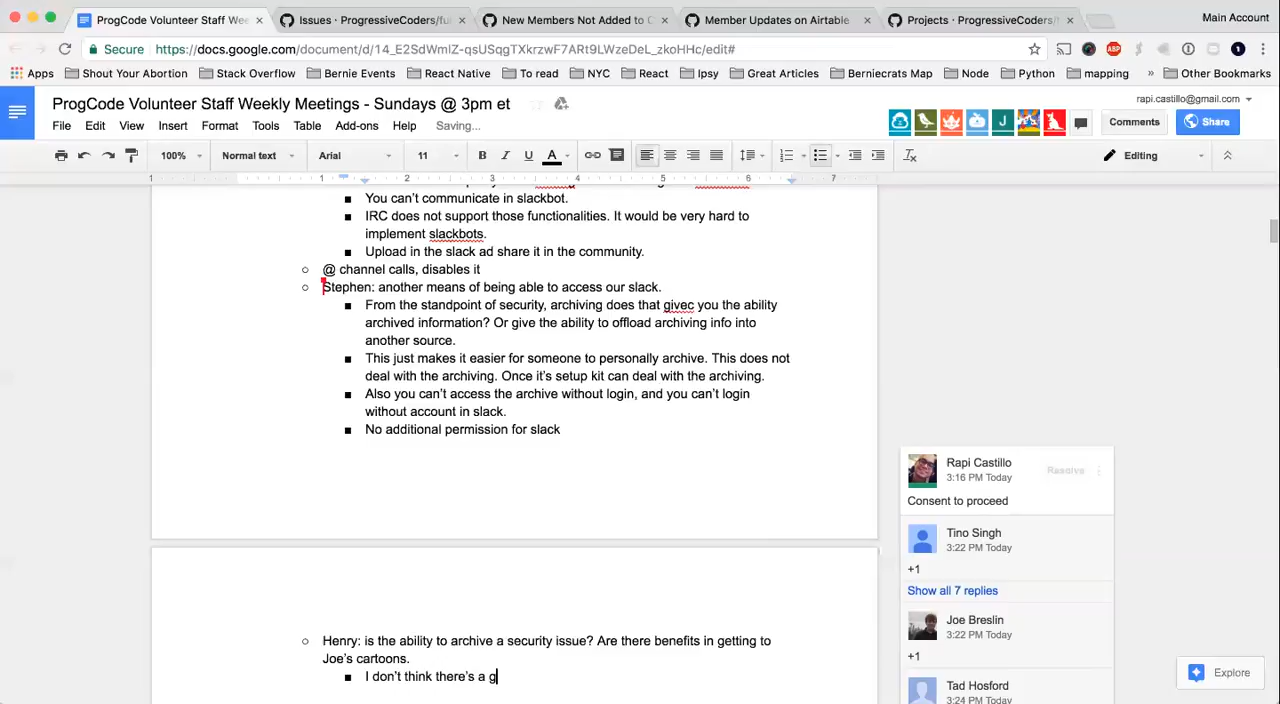 ProgCode Volunteer Staff Wee
Issues · ProgressiveCoders/fu
New Members Not Added to C
Member Updates on Airtable
Projects · ProgressiveCoders/
Main Account
Secure
https://docs.google.com/document/d/14_E2SdWmIZ-qsUSqgTXkrzwF7ARt9LWzeDeL_zkoHHc/edit#
Apps
Shout Your Abortion
Stack Overflow
Bernie Events
React Native
To read
NYC
React
Ipsy
Great Articles
Berniecrats Map
Node
Python
mapping
»
Other Bookmarks
ProgCode Volunteer Staff Weekly Meetings - Sundays @ 3pm et
rapi.castillo@gmail.com
File Edit View Insert Format Tools Table Add-ons Help Saving...
J
Comments
Share
100% Normal text Arial 11 B I U A
Editing
1 1 2 3 4 5 6 7
You can't communicate in slackbot.
IRC does not support those functionalities. It would be very hard to
implement slackbots.
Upload in the slack ad share it in the community.
@ channel calls, disables it
Stephen: another means of being able to access our slack.
From the standpoint of security, archiving does that givec you the ability
archived information? Or give the ability to offload archiving info into
another source.
This just makes it easier for someone to personally archive. This does not
deal with the archiving. Once it's setup kit can deal with the archiving.
Also you can't access the archive without login, and you can't login
without account in slack.
No additional permission for slack
Henry: is the ability to archive a security issue? Are there benefits in getting to
Joe's cartoons.
I don't think there's a g
Rapi Castillo
3:16 PM Today
Resolve
Consent to proceed
Tino Singh
3:22 PM Today
+1
Show all 7 replies
Joe Breslin
3:22 PM Today
+1
Tad Hosford
3:24 PM Today
Explore